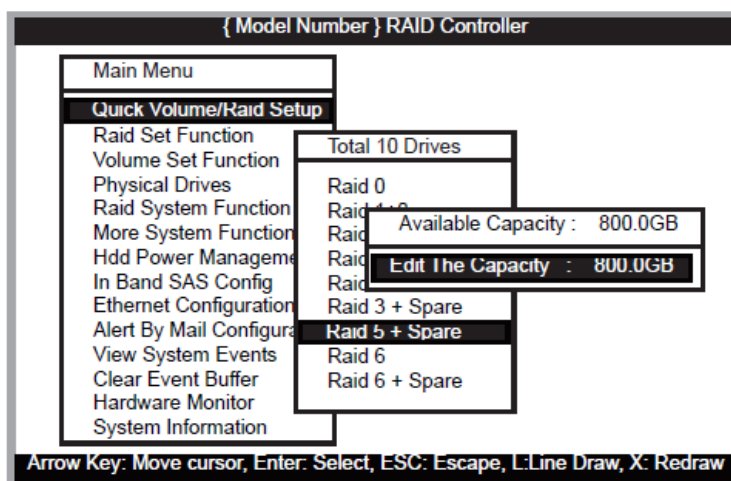 { Model Number } RAID Controller
Main Menu
Quick Volume/Raid Setup
Raid Set Function
Volume Set Function
Physical Drives
Raid System Function
More System Function
Hdd Power Manageme
In Band SAS Config
Ethernet Configuration
Alert By Mail Configura
View System Events
Clear Event Buffer
Hardware Monitor
System Information
Total 10 Drives
Raid 0
Raid
Raid
Raid
Raid
Raid 3 + Spare
Raid 5 + Spare
Raid 6
Raid 6 + Spare
Available Capacity : 800.0GB
Edit The Capacity : 800.0GB
Arrow Key: Move cursor, Enter: Select, ESC: Escape, L:Line Draw, X: Redraw